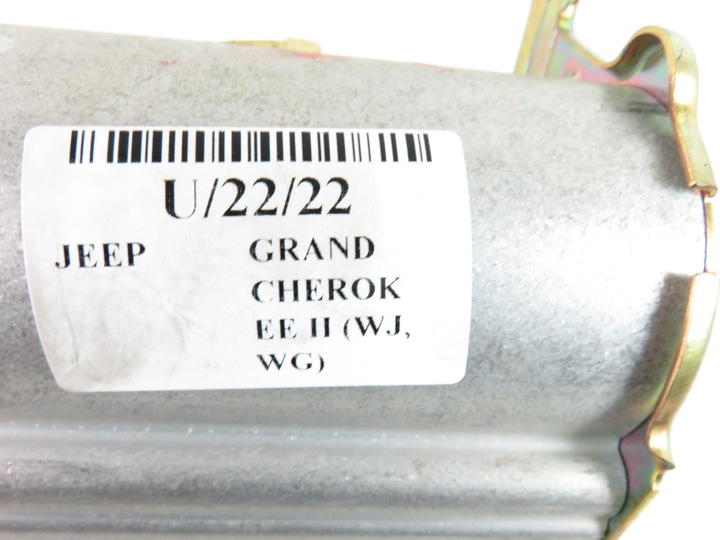 U/22/22
JEEP GRAND
CHEROK
EE II (WJ,
WG)